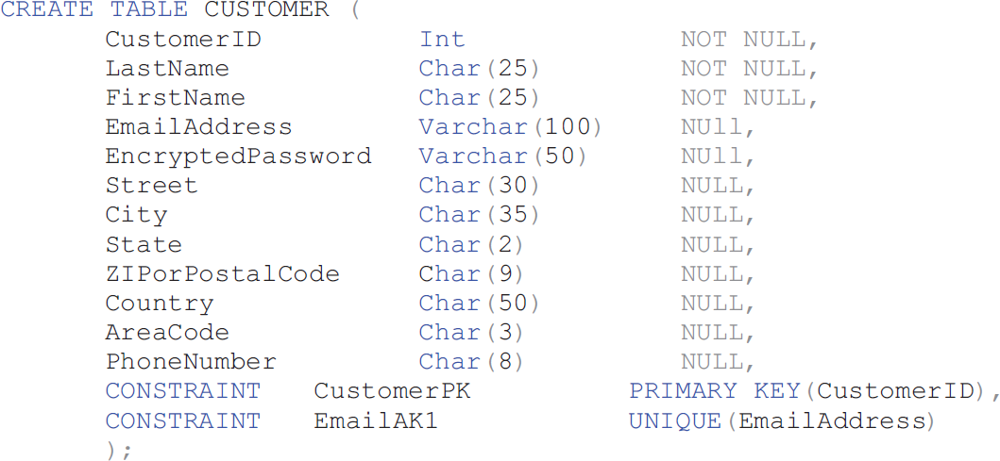 CREATE TABLE CUSTOMER (
CustomerID Int NOT NULL,
LastName Char(25) NOT NULL,
FirstName Char(25) NOT NULL,
EmailAddress Varchar(100) NUll,
EncryptedPassword Varchar(50) NUll,
Street Char(30) NULL,
City Char(35) NULL,
State Char(2) NULL,
ZIPorPostalCode Char(9) NULL,
Country Char(50) NULL,
AreaCode Char(3) NULL,
PhoneNumber Char(8) NULL,
CONSTRAINT CustomerPK PRIMARY KEY(CustomerID),
CONSTRAINT EmailAK1 UNIQUE(EmailAddress)
);